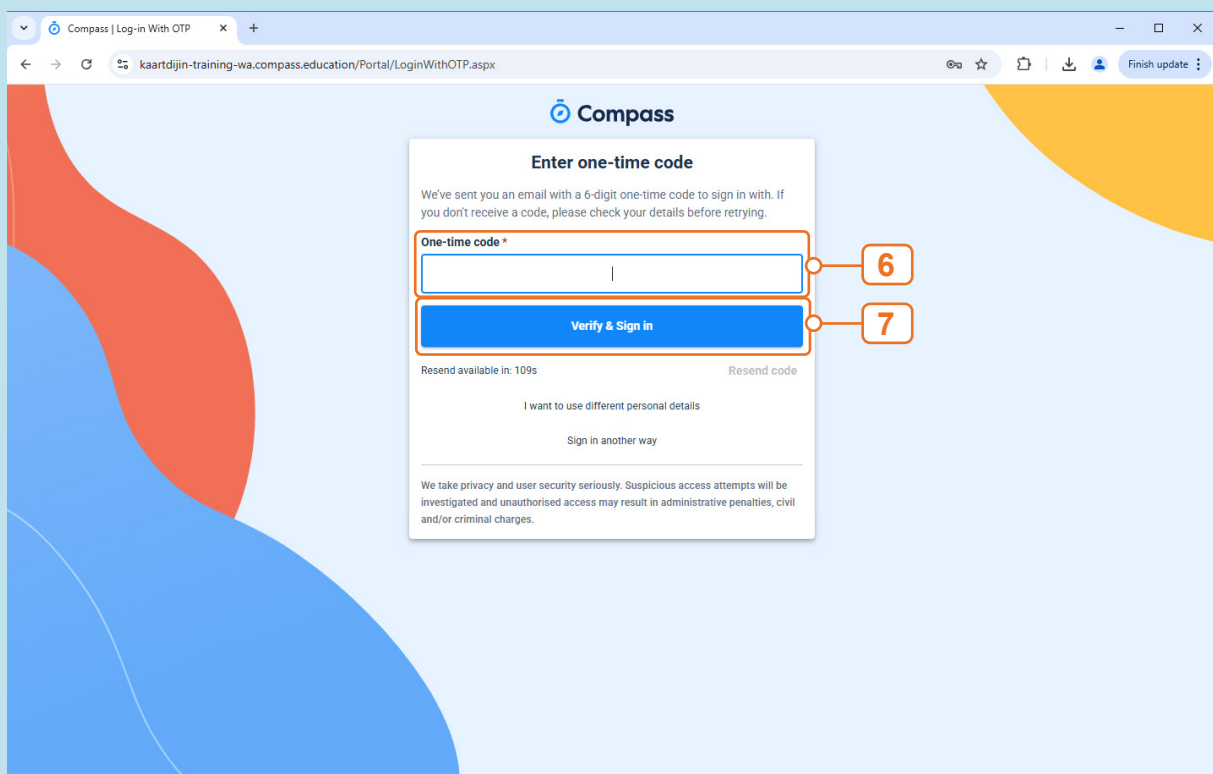 Compass | Log-in With OTP
kaartdijin-training-wa.compass.education/Portal/LoginWithOTP.aspx
Finish update
Compass
Enter one-time code
We've sent you an email with a 6-digit one-time code to sign in with. If
you don't receive a code, please check your details before retrying.
One-time code *
6
Verify & Sign in
7
Resend available in: 109s Resend code
I want to use different personal details
Sign in another way
We take privacy and user security seriously. Suspicious access attempts will be
investigated and unauthorised access may result in administrative penalties, civil
and/or criminal charges.